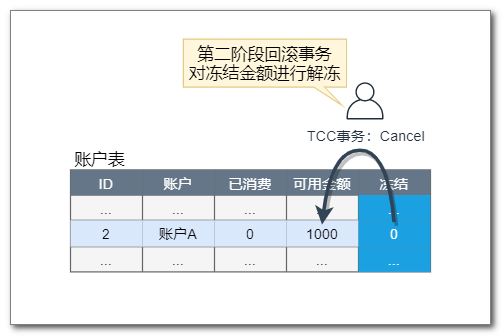 第二阶段回滚事务
对冻结金额进行解冻
TCC事务：Cancel
账户表
ID 账户 已消费 可用金额 冻结
... ... ... ... ...
2 账户A 0 1000 0
... ... ... ... ...